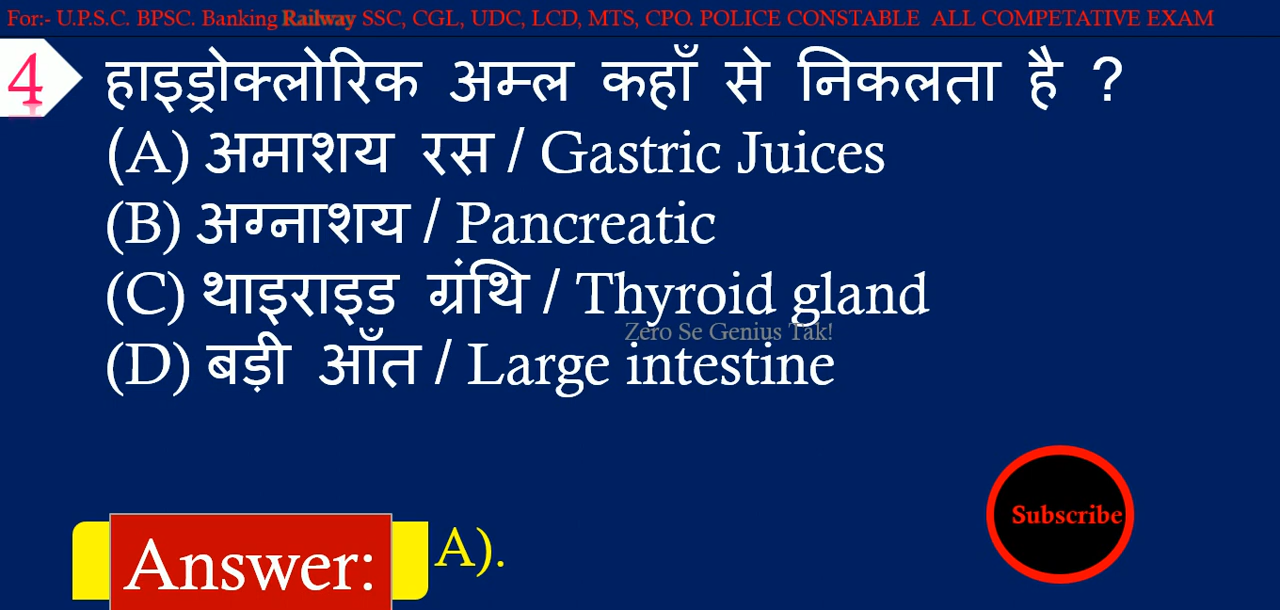 For:- U.P.S.C. BPSC. Banking Railway SSC, CGL, UDC, LCD, MTS, CPO. POLICE CONSTABLE ALL COMPETATIVE EXAM
4 हाइड्रोक्लोरिक अम्ल कहाँ से निकलता है ?
(A) अमाशय रस / Gastric Juices
(B) अग्नाशय / Pancreatic
(C) थाइराइड ग्रंथि / Thyroid gland
Zero Se Genius Tak!
(D) बड़ी आँत / Large intestine
Subscribe
Answer: A).